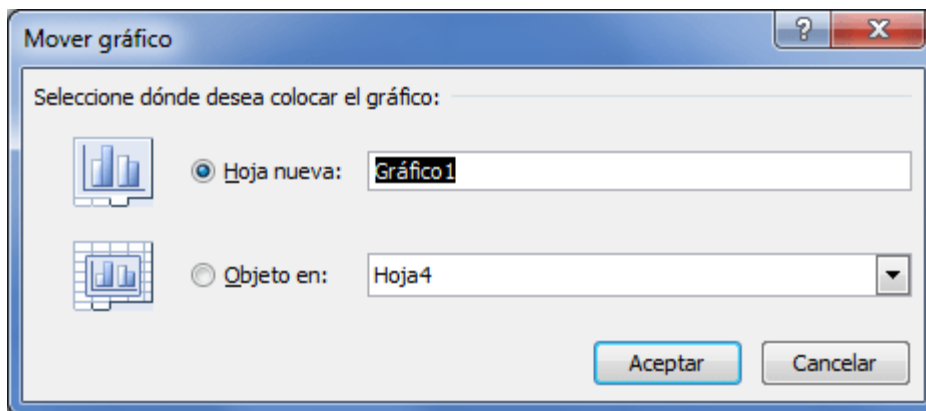 Mover gráfico
?
Seleccione dónde desea colocar el gráfico:
Hoja nueva: Gráfico1
Objeto en: Hoja4
Aceptar Cancelar